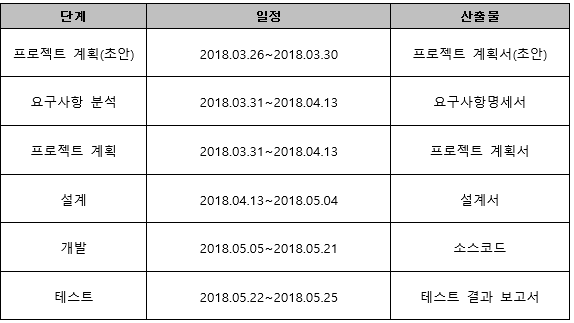 단계 일정 산출물
프로젝트 계획(초안) 2018.03.26~2018.03.30 프로젝트 계획서(초안)
요구사항 분석 2018.03.31~2018.04.13 요구사항명세서
프로젝트 계획 2018.03.31~2018.04.13 프로젝트 계획서
설계 2018.04.13~2018.05.04 설계서
개발 2018.05.05~2018.05.21 소스코드
테스트 2018.05.22~2018.05.25 테스트 결과 보고서